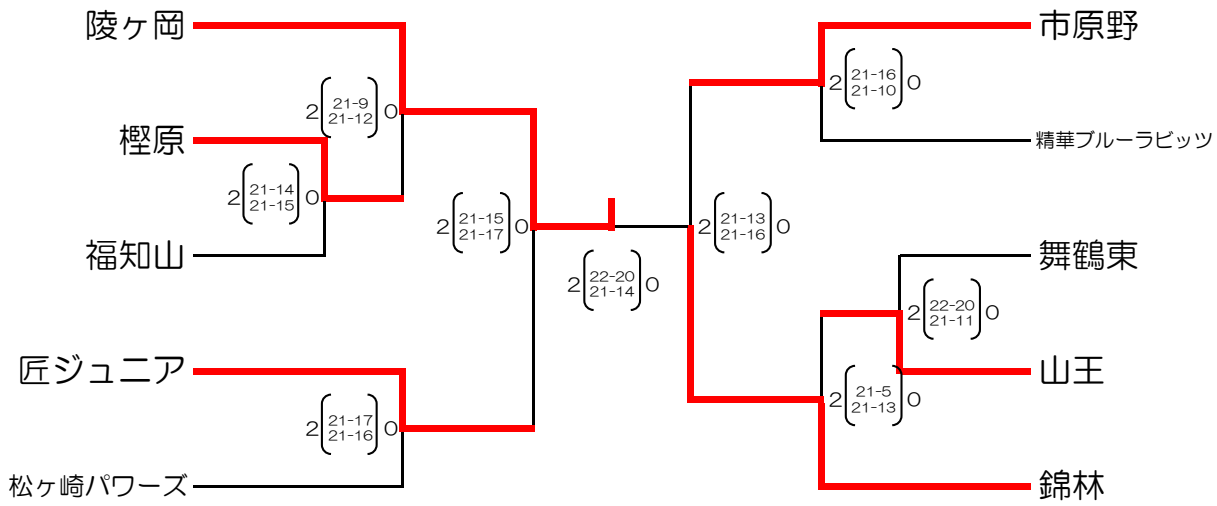 陵ヶ岡
市原野
2 21-16 0
21-10
2 21-9 0
21-12
樫原
精華ブルーラビッツ
2 21-14 0
21-15
2 21-15 0
21-17
2 21-13 0
21-16
福知山
舞鶴東
2 22-20 0
21-14
2 22-20 0
21-11
匠ジュニア
山王
2 21-5 0
21-13
2 21-17 0
21-16
松ヶ崎パワーズ
錦林